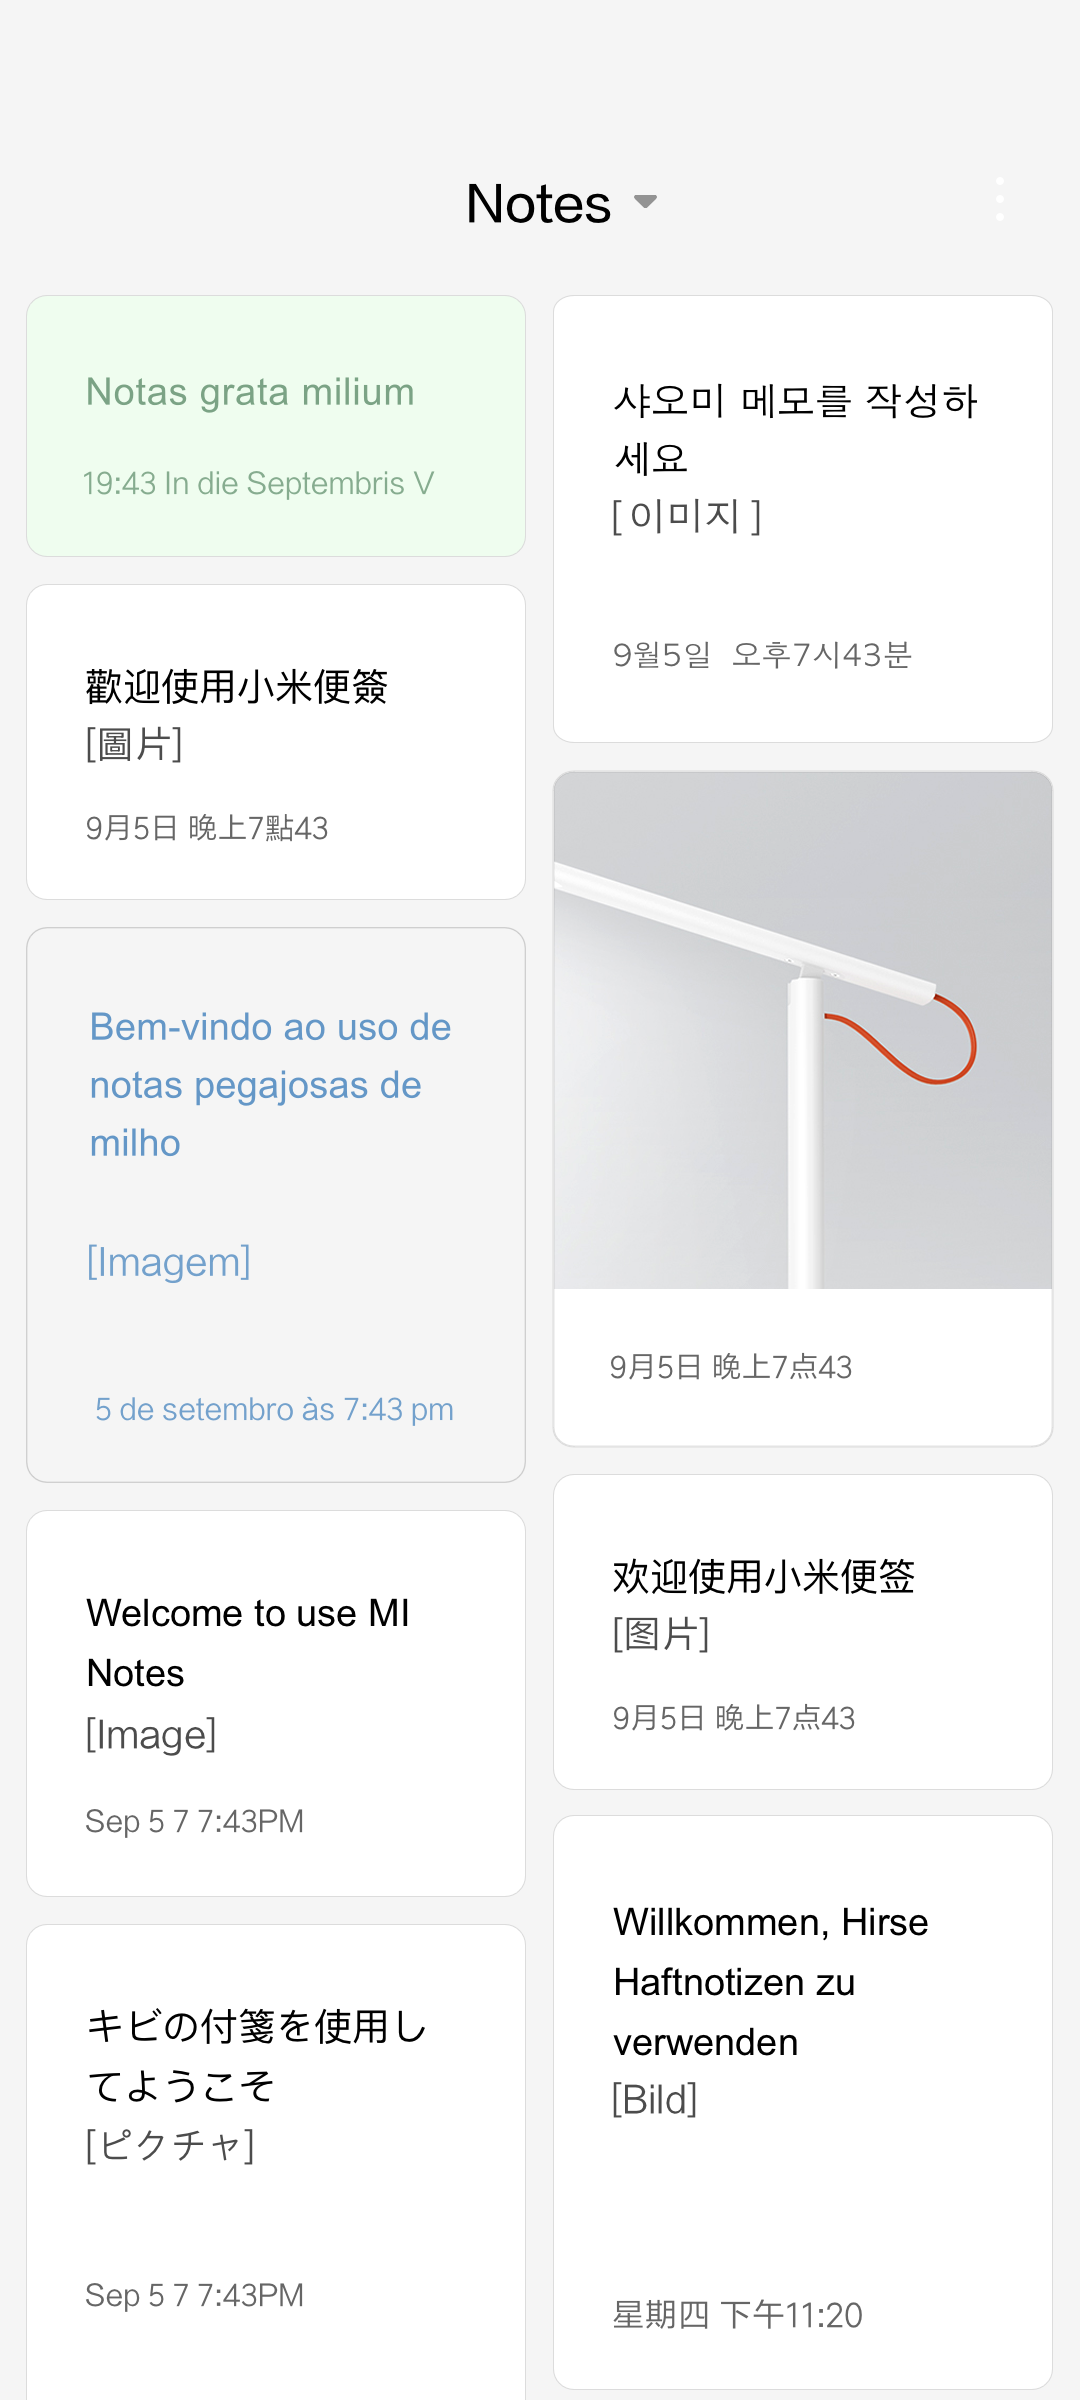 Notes
Notas grata milium
19:43 In die Septembris V
歡迎使用小米便簽
[圖片]
9月5日 晚上7點43
Bem-vindo ao uso de
notas pegajosas de
milho
[Imagem]
5 de setembro às 7:43 pm
Welcome to use MI
Notes
[Image]
Sep 5 7 7:43PM
キビの付箋を使用し
てようこそ
[ピクチャ]
Sep 5 7 7:43PM
샤오미 메모를 작성하
세요
[ 이미지 ]
9월5일 오후7시43분
9月5日 晚上7点43
欢迎使用小米便签
[图片]
9月5日 晚上7点43
Willkommen, Hirse
Haftnotizen zu
verwenden
[Bild]
星期四 下午11:20